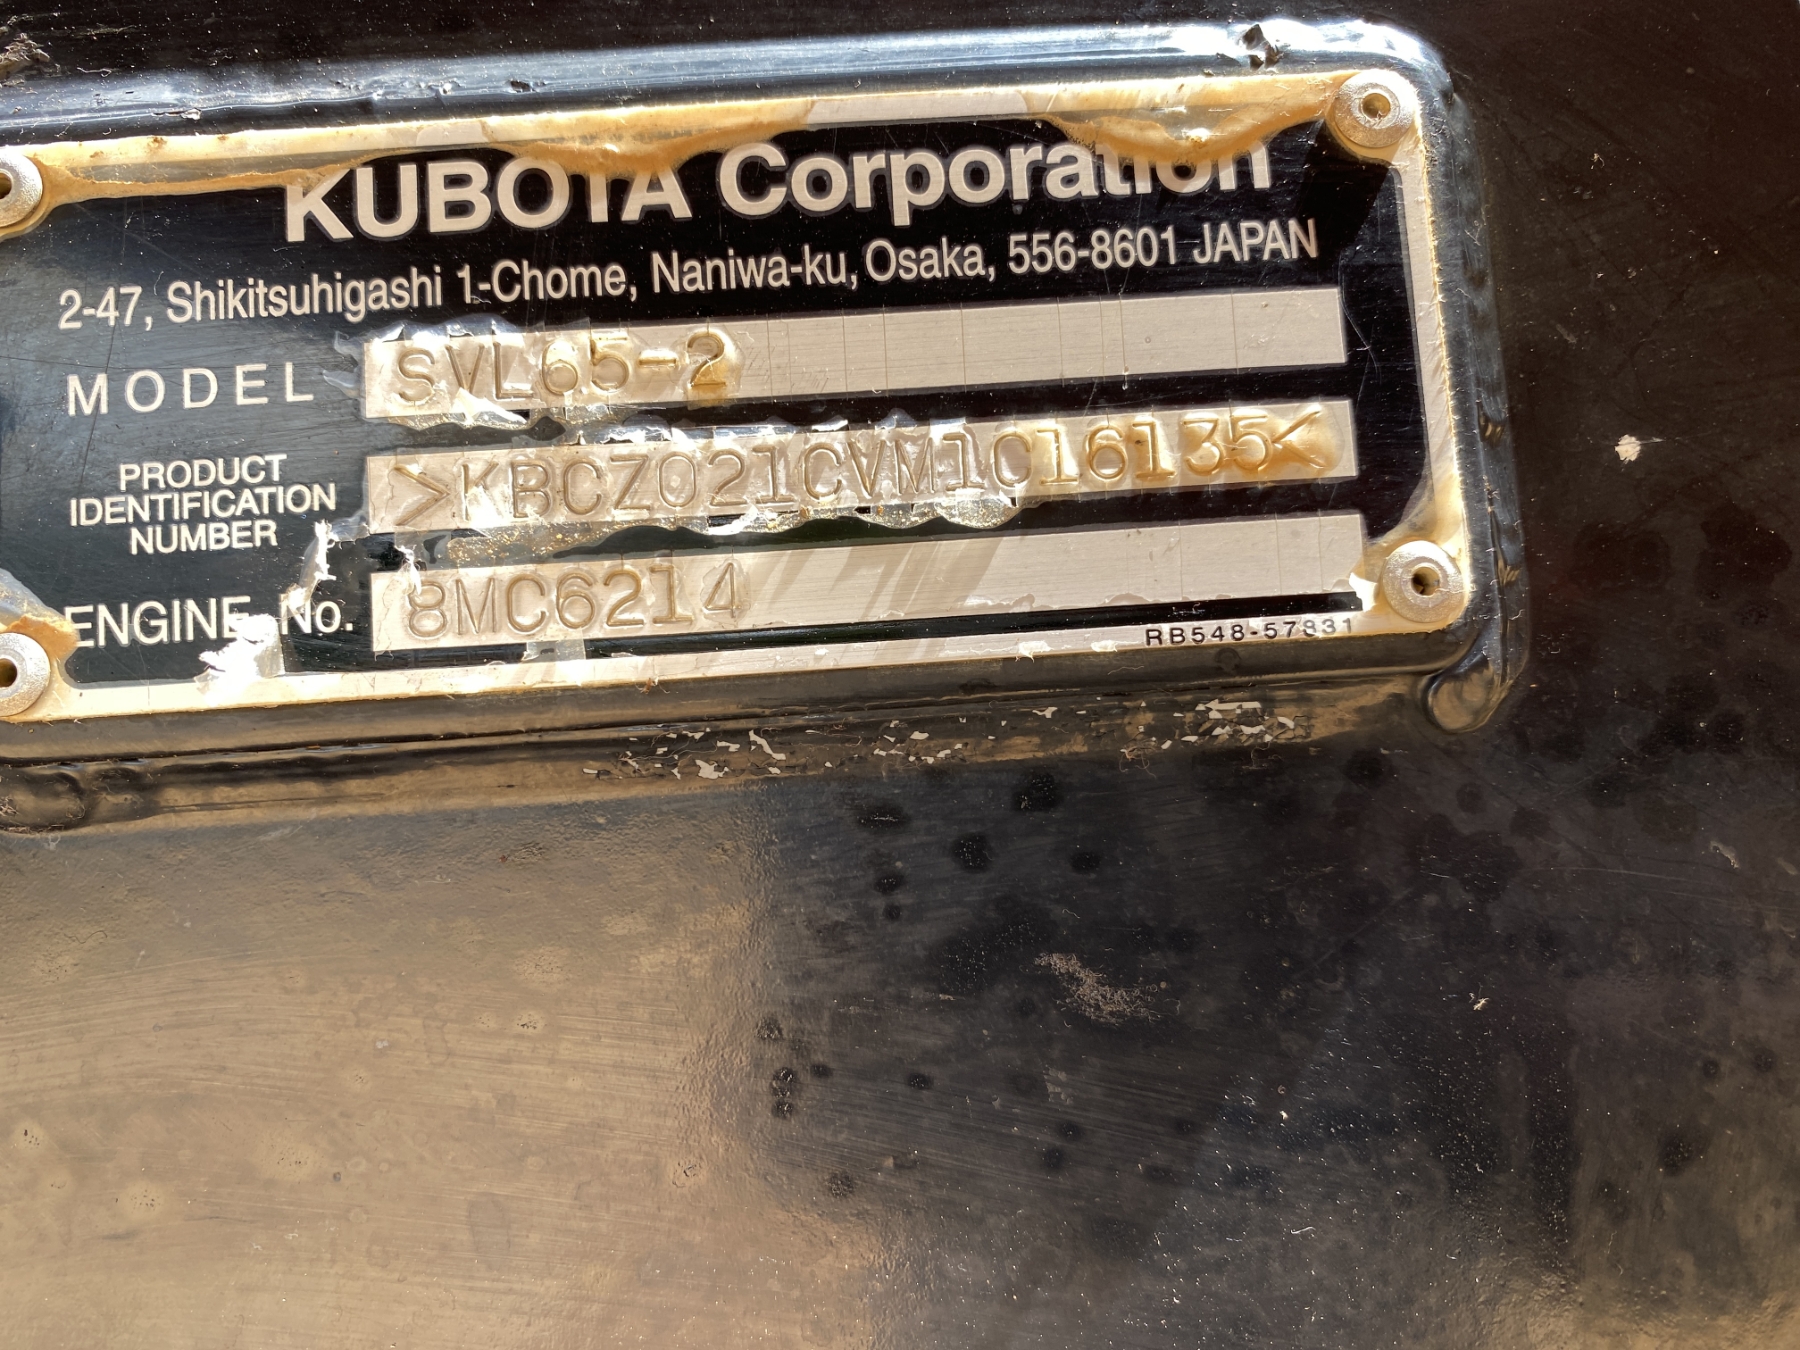 KUBOTA Corporation
2-47, Shikitsuhigashi 1-Chome, Naniwa-ku, Osaka, 556-8601 JAPAN
MODEL SVL65-2
PRODUCT
IDENTIFICATION
NUMBER
>KBCZ021CVM1C16135<
ENGINE No. 8MC6214
RB548-57831